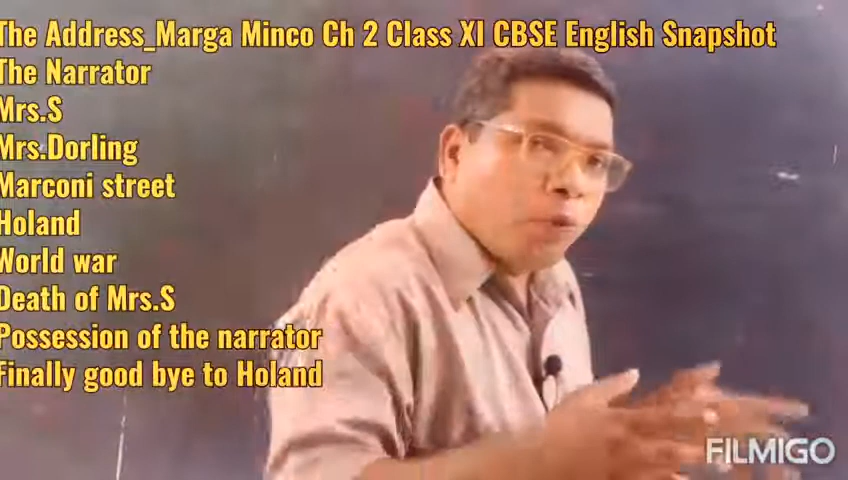 The Address_Marga Minco Ch 2 Class XI CBSE English Snapshot
The Narrator
Mrs.S
Mrs.Dorling
Marconi street
Holand
World war
Death of Mrs.S
Possession of the narrator
Finally good bye to Holand
FILMIGO